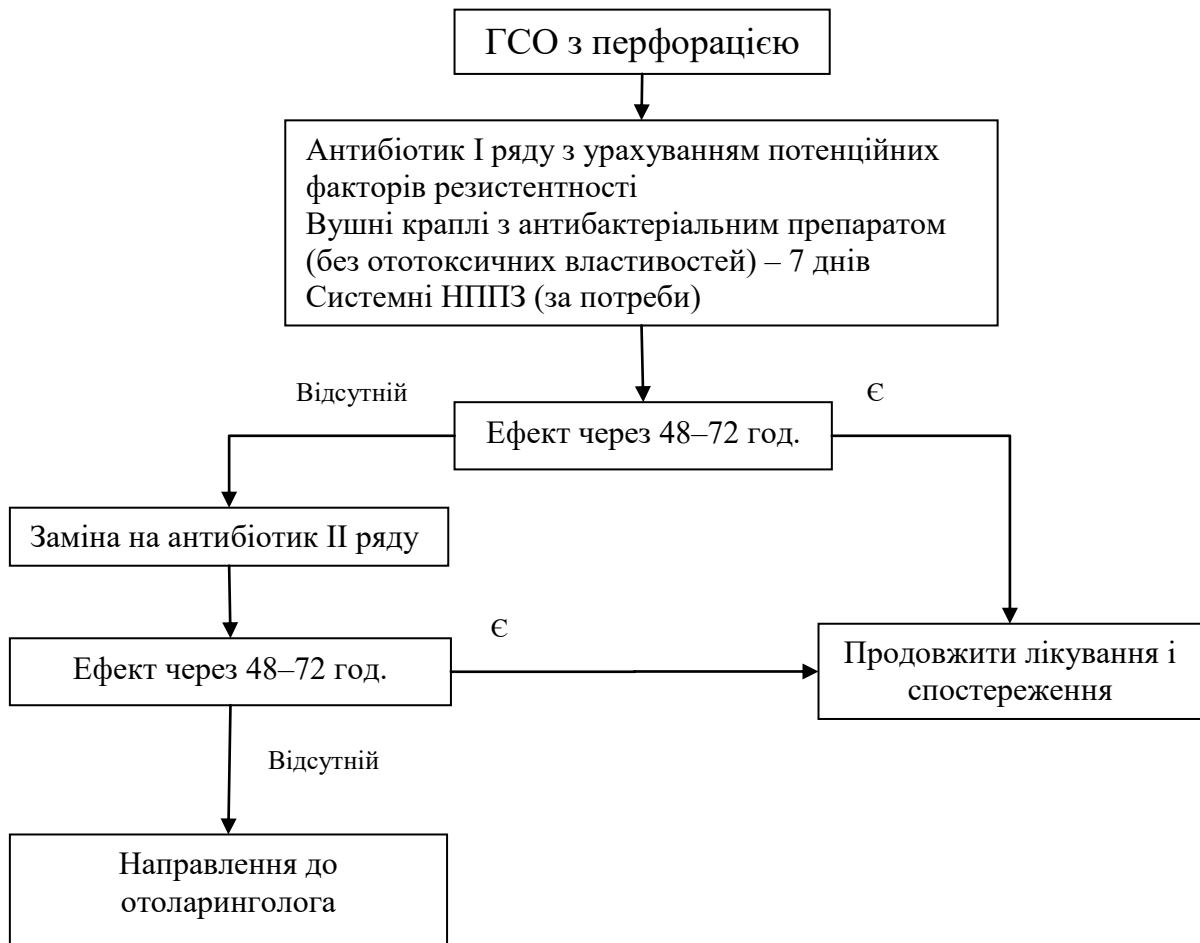 ГСО з перфорацією
Антибіотик I ряду з урахуванням потенційних
факторів резистентності
Вушні краплі з антибактеріальним препаратом
(без ототоксичних властивостей) – 7 днів
Системні НППЗ (за потреби)
Відсутній
Є
Ефект через 48–72 год.
Заміна на антибіотик II ряду
Є
Ефект через 48–72 год.
Продовжити лікування і
спостереження
Відсутній
Направлення до
отоларинголога